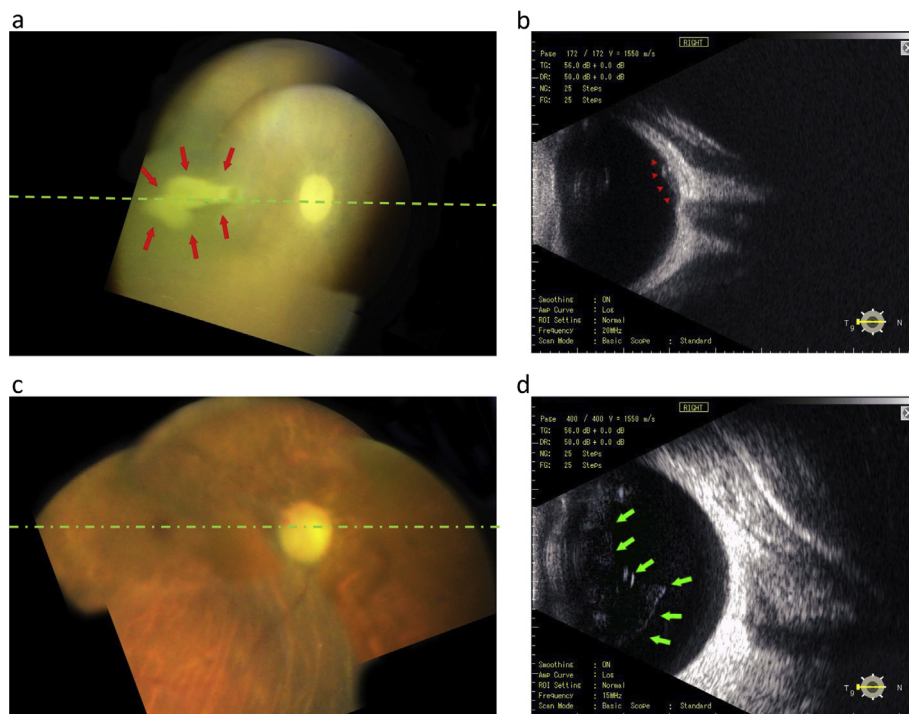 a
b
RIGHT
Page 172 / 172 V = 1550 m/s
TG: 56.0 dB + 0.0 dB
DR: 50.0 dB + 0.0 dB
NG: 25 Steps
FG: 25 Steps
Smoothing : ON
Amp Curve : Log
ROI Setting : Normal
Frequency : 20MHz
Scan Mode : Basic Scope : Standard
T 9 N
c
d
RIGHT
Page 400 / 400 V = 1550 m/s
TG: 56.0 dB + 0.0 dB
DR: 50.0 dB + 0.0 dB
NG: 25 Steps
FG: 25 Steps
Smoothing : ON
Amp Curve : Log
ROI Setting : Normal
Frequency : 15MHz
Scan Mode : Basic Scope : Standard
T 9 N